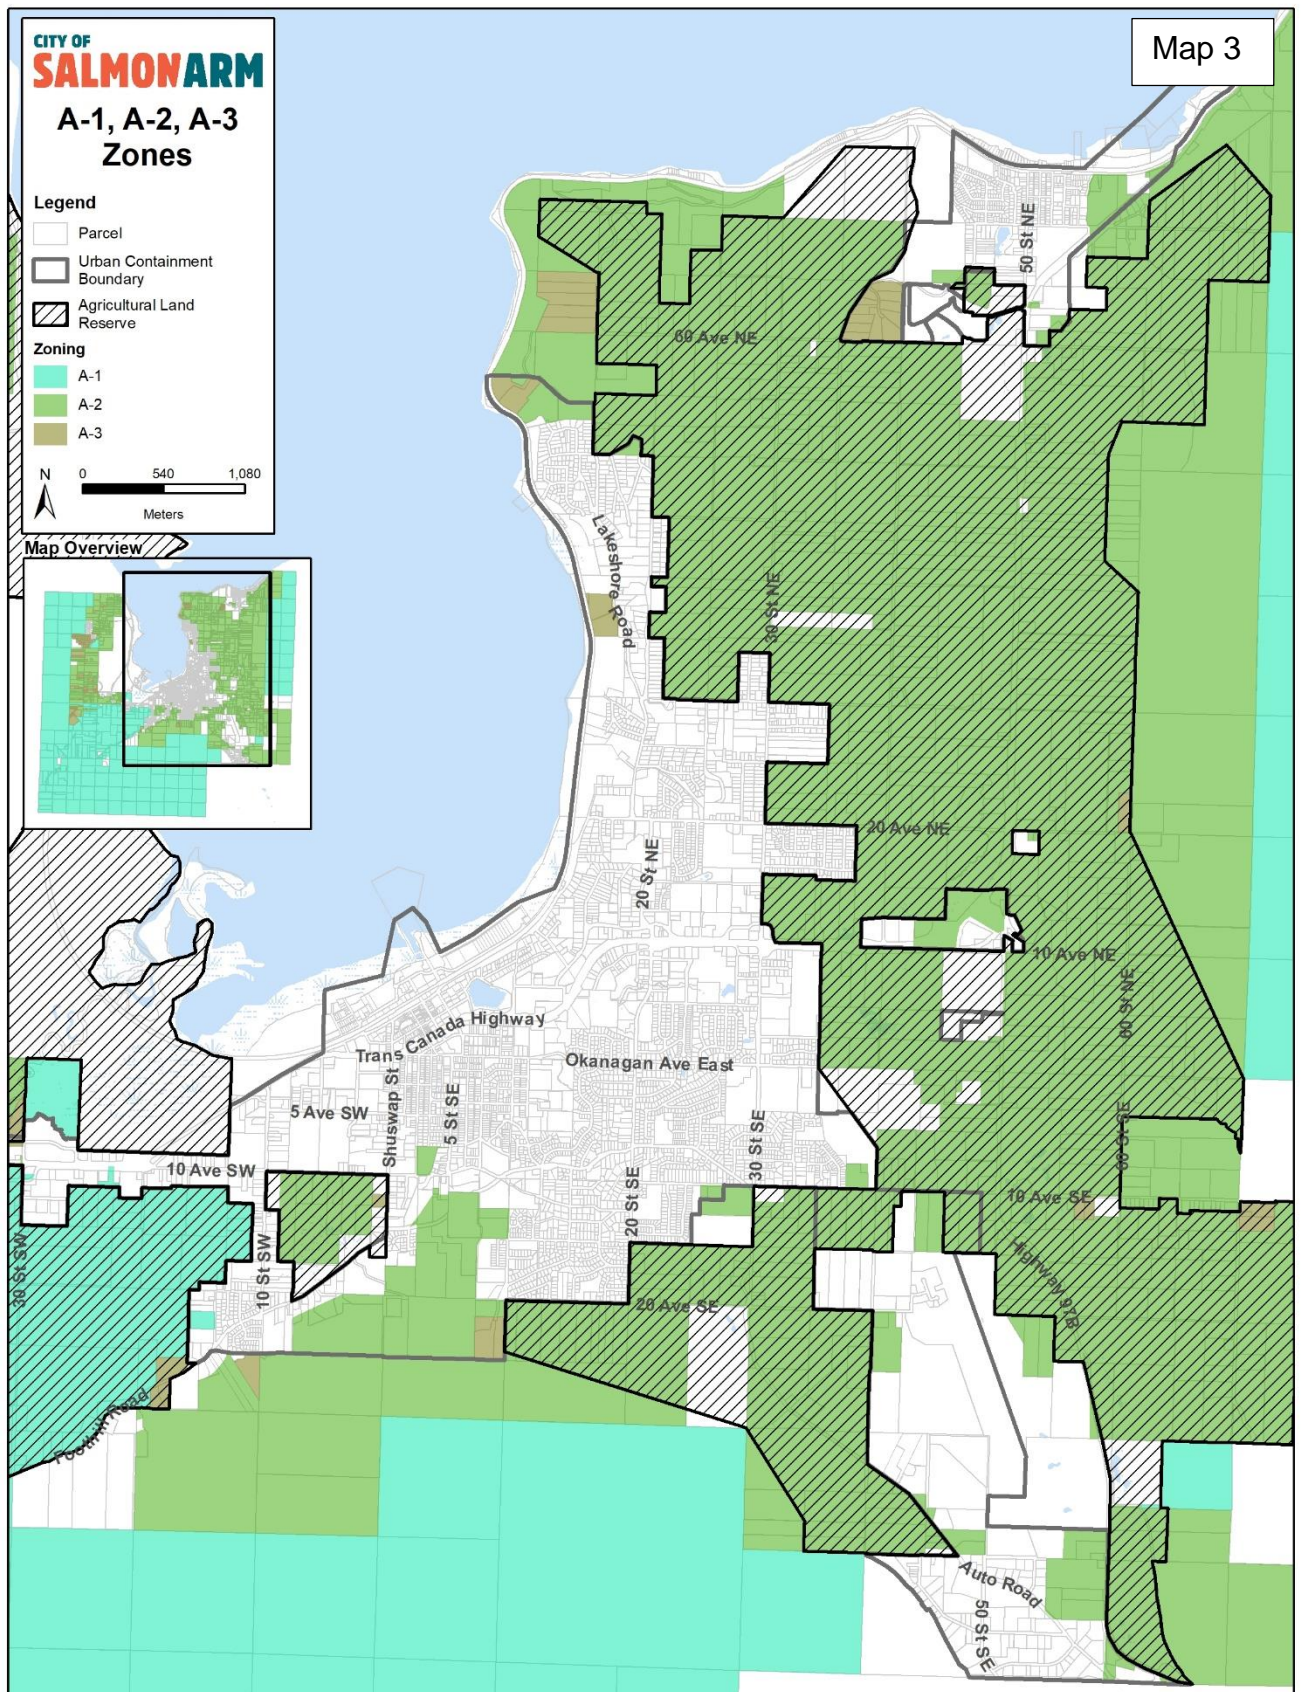 Map 3
CITY OF
SALMONARM
A-1, A-2, A-3
Zones
Legend
Parcel
Urban Containment
Boundary
Agricultural Land
Reserve
Zoning
A-1
A-2
A-3
N
0 540 1,080
Meters
Map Overview
50 St NE
60 Ave NE
Lakeshore Road
30 St NE
20 Ave NE
20 St NE
10 Ave NE
60 St NE
Trans Canada Highway
Okanagan Ave East
5 Ave SW
Shuswap St
5 St SE
30 St SE
60 St SE
10 Ave SW
20 St SE
10 Ave SE
30 St SW
10 St SW
Highway 97B
20 Ave SE
Foothill Road
Auto Road
50 St SE